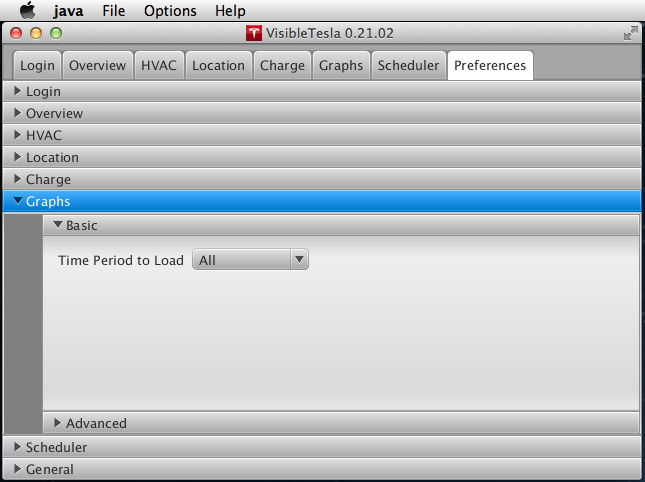 java File Options Help
VisibleTesla 0.21.02
Login Overview HVAC Location Charge Graphs Scheduler Preferences
Login
Overview
HVAC
Location
Charge
Graphs
Basic
Time Period to Load All
Advanced
Scheduler
General